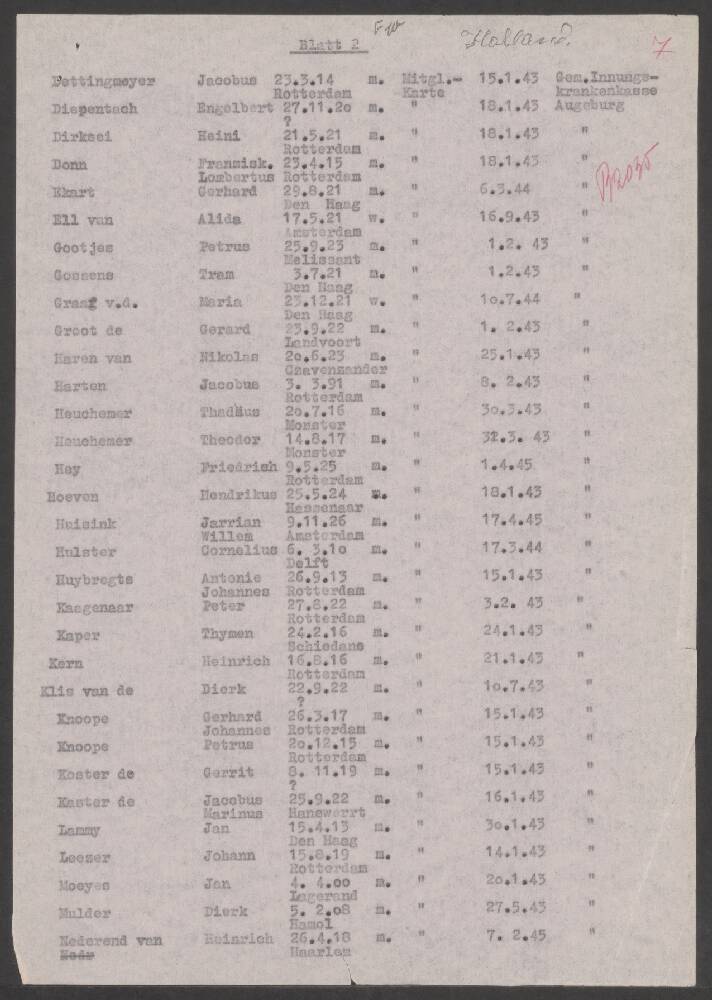 Blatt 2
Holland.
7
Dettingmeyer Jacobus 23.3.14 m. Mitgl.- 15.1.43 Gem.Innungs-
Rotterdam Karte krankenkasse
Diepentach Engelbert 27.11.20 m. " 18.1.43 Augsburg
?
Dirksei Heini 21.5.21 m. " 18.1.43 "
Rotterdam
Donn Franzisk. 23.4.15 m. " 18.1.43 "
Lombertus Rotterdam
Ekart Gerhard 29.8.21 m. " 6.3.44 "
Den Haag
Ell van Alida 17.5.21 w. " 16.9.43 "
Amsterdam
Gootjes Petrus 25.9.23 m. " 1.2. 43 "
Melissant
Gossens Tram 3.7.21 m. " 1.2.43 "
Den Haag
Graaf v.d. Maria 23.12.21 w. " 10.7.44 "
Den Haag
Groot de Gerard 23.9.22 m. " 1. 2.43 "
Landvoort
Haren van Nikolas 20.6.23 m. " 25.1.43 "
Czavenzander
Harten Jacobus 3. 3.91 m. " 8. 2.43 "
Rotterdam
Heuchemer Thadäus 20.7.16 m. " 30.3.43 "
Monster
Heuchemer Theodor 14.8.17 m. " 31.3. 43 "
Monster
Hey Friedrich 9.5.25 m. " 1.4.45 "
Rotterdam
Hoeven Hendrikus 25.5.24 m. " 18.1.43 "
Hassenaar
Huisink Jarrian 9.11.26 m. " 17.4.45 "
Willem Amsterdam
Hulster Cornelius 6. 3.10 m. " 17.3.44 "
Delft
Huybregts Antonie 26.9.13 m. " 15.1.43 "
Johannes Rotterdam
Kaagenaar Peter 27.8.22 m. " 3.2. 43 "
Rotterdam
Kaper Thymen 24.2.16 m. " 24.1.43 "
Schiedans
Kern Heinrich 16.8.16 m. " 21.1.43 "
Rotterdam
Klis van de Dierk 22.9.22 m. " 10.7.43 "
?
Knoope Gerhard 26.3.17 m. " 15.1.43 "
Johannes Rotterdam
Knoope Petrus 20.12.15 m. " 15.1.43 "
Rotterdam
Koster de Gerrit 8. 11.19 m. " 15.1.43 "
?
Kaster de Jacobus 25.9.22 m. " 16.1.43 "
Marinus Hanswerrt
Lammy Jan 15.4.13 m. " 30.1.43 "
Den Haag
Leezer Johann 15.8.19 m. " 14.1.43 "
Rotterdam
Moeyes Jan 4. 4.00 m. " 20.1.43 "
Lagerand
Mulder Dierk 5. 2.08 m. " 27.5.43 "
Hamol
Nederend van Heinrich 26.4.18 m. " 7. 2.45 "
Haarlem